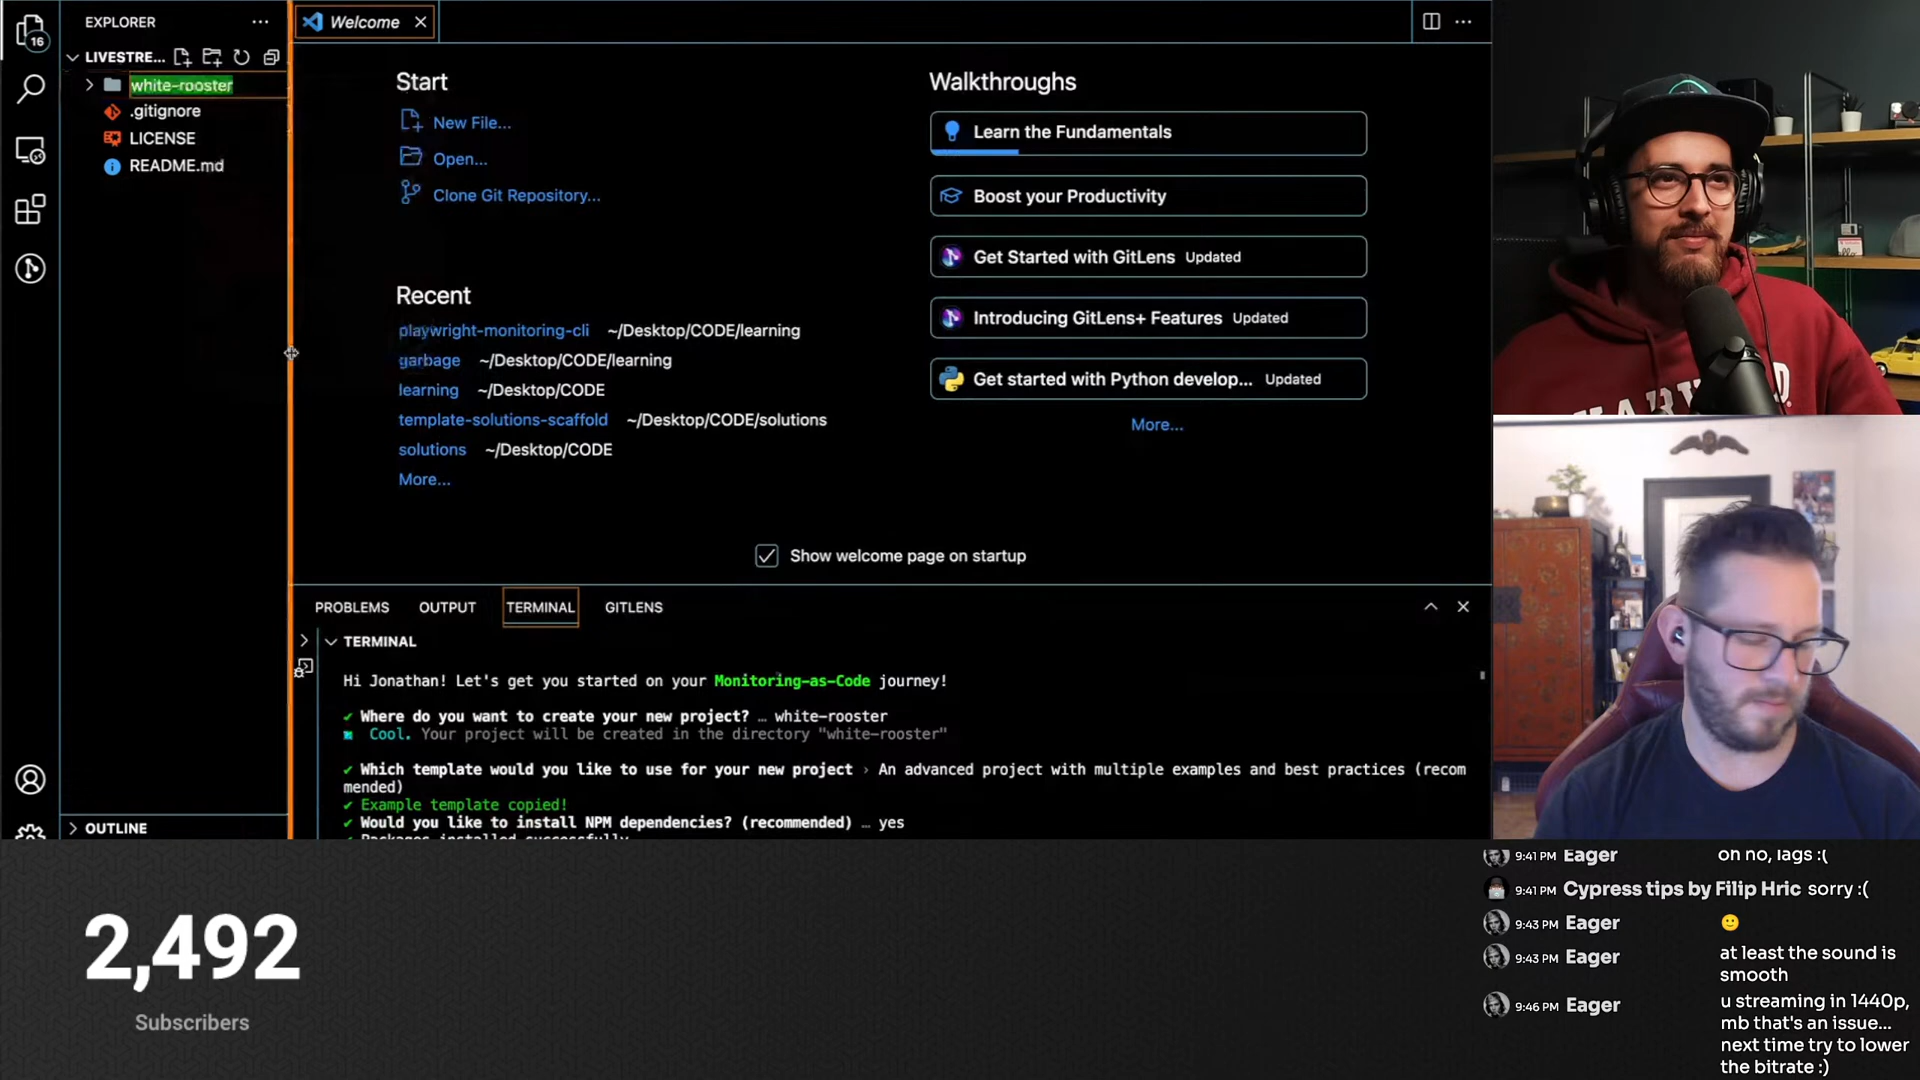 16
EXPLORER
LIVESTRE...
white-rooster
.gitignore
LICENSE
README.md
OUTLINE
Welcome
Start
New File...
Open...
Clone Git Repository...
Recent
playwright-monitoring-cli ~/Desktop/CODE/learning
garbage ~/Desktop/CODE/learning
learning ~/Desktop/CODE
template-solutions-scaffold ~/Desktop/CODE/solutions
solutions ~/Desktop/CODE
More...
Walkthroughs
Learn the Fundamentals
Boost your Productivity
Get Started with GitLens Updated
Introducing GitLens+ Features Updated
Get started with Python develop... Updated
More...
Show welcome page on startup
PROBLEMS OUTPUT TERMINAL GITLENS
TERMINAL
Hi Jonathan! Let's get you started on your Monitoring-as-Code journey!
✔ Where do you want to create your new project? … white-rooster
Cool. Your project will be created in the directory "white-rooster"
✔ Which template would you like to use for your new project › An advanced project with multiple examples and best practices (recom
mended)
✔ Example template copied!
✔ Would you like to install NPM dependencies? (recommended) … yes
✔ Packages installed successfully
2,492
Subscribers
9:41 PM Eager oh no, lags :(
9:41 PM Cypress tips by Filip Hric sorry :(
9:43 PM Eager 🙂
9:43 PM Eager at least the sound is
smooth
9:46 PM Eager u streaming in 1440p,
mb that's an issue...
next time try to lower
the bitrate :)